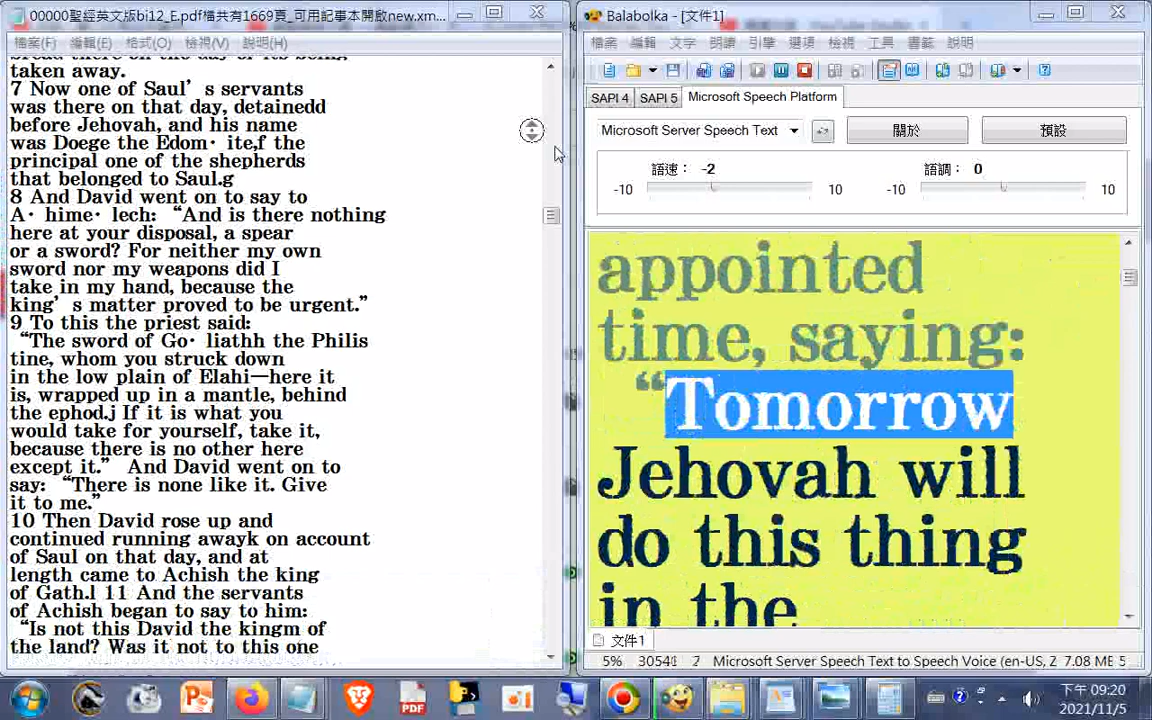 00000聖經英文版bi12_E.pdf檔共有1669頁_可用記事本開啟new.xm...
檔案(F) 編輯(E) 格式(O) 檢視(V) 說明(H)
taken away.
7 Now one of Saul’s servants
was there on that day, detainedd
before Jehovah, and his name
was Doege the Edom·ite,f the
principal one of the shepherds
that belonged to Saul.g
8 And David went on to say to
A·hime·lech: “And is there nothing
here at your disposal, a spear
or a sword? For neither my own
sword nor my weapons did I
take in my hand, because the
king’s matter proved to be urgent.”
9 To this the priest said:
“The sword of Go·liathh the Philis
tine, whom you struck down
in the low plain of Elahi—here it
is, wrapped up in a mantle, behind
the ephod.j If it is what you
would take for yourself, take it,
because there is no other here
except it.” And David went on to
say: “There is none like it. Give
it to me.”
10 Then David rose up and
continued running awayk on account
of Saul on that day, and at
length came to Achish the king
of Gath.l 11 And the servants
of Achish began to say to him:
“Is not this David the kingm of
the land? Was it not to this one
Balabolka - [文件1]
檔案 編輯 文字 朗讀 引擎 選項 檢視 工具 書籤 說明
SAPI 4 SAPI 5 Microsoft Speech Platform
Microsoft Server Speech Text 關於 預設
語速: -2 語調: 0
-10 10 -10 10
appointed
time, saying:
“Tomorrow
Jehovah will
do this thing
in the
文件1
5% 30541 2 Microsoft Server Speech Text to Speech Voice (en-US, Z 7.08 MB
下午 09:20
2021/11/5